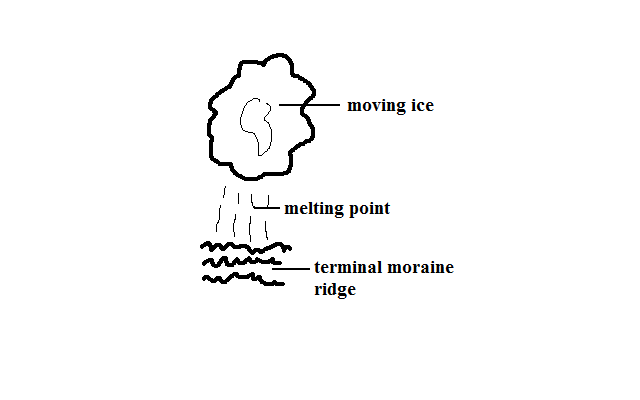 moving ice
melting point
terminal moraine
ridge